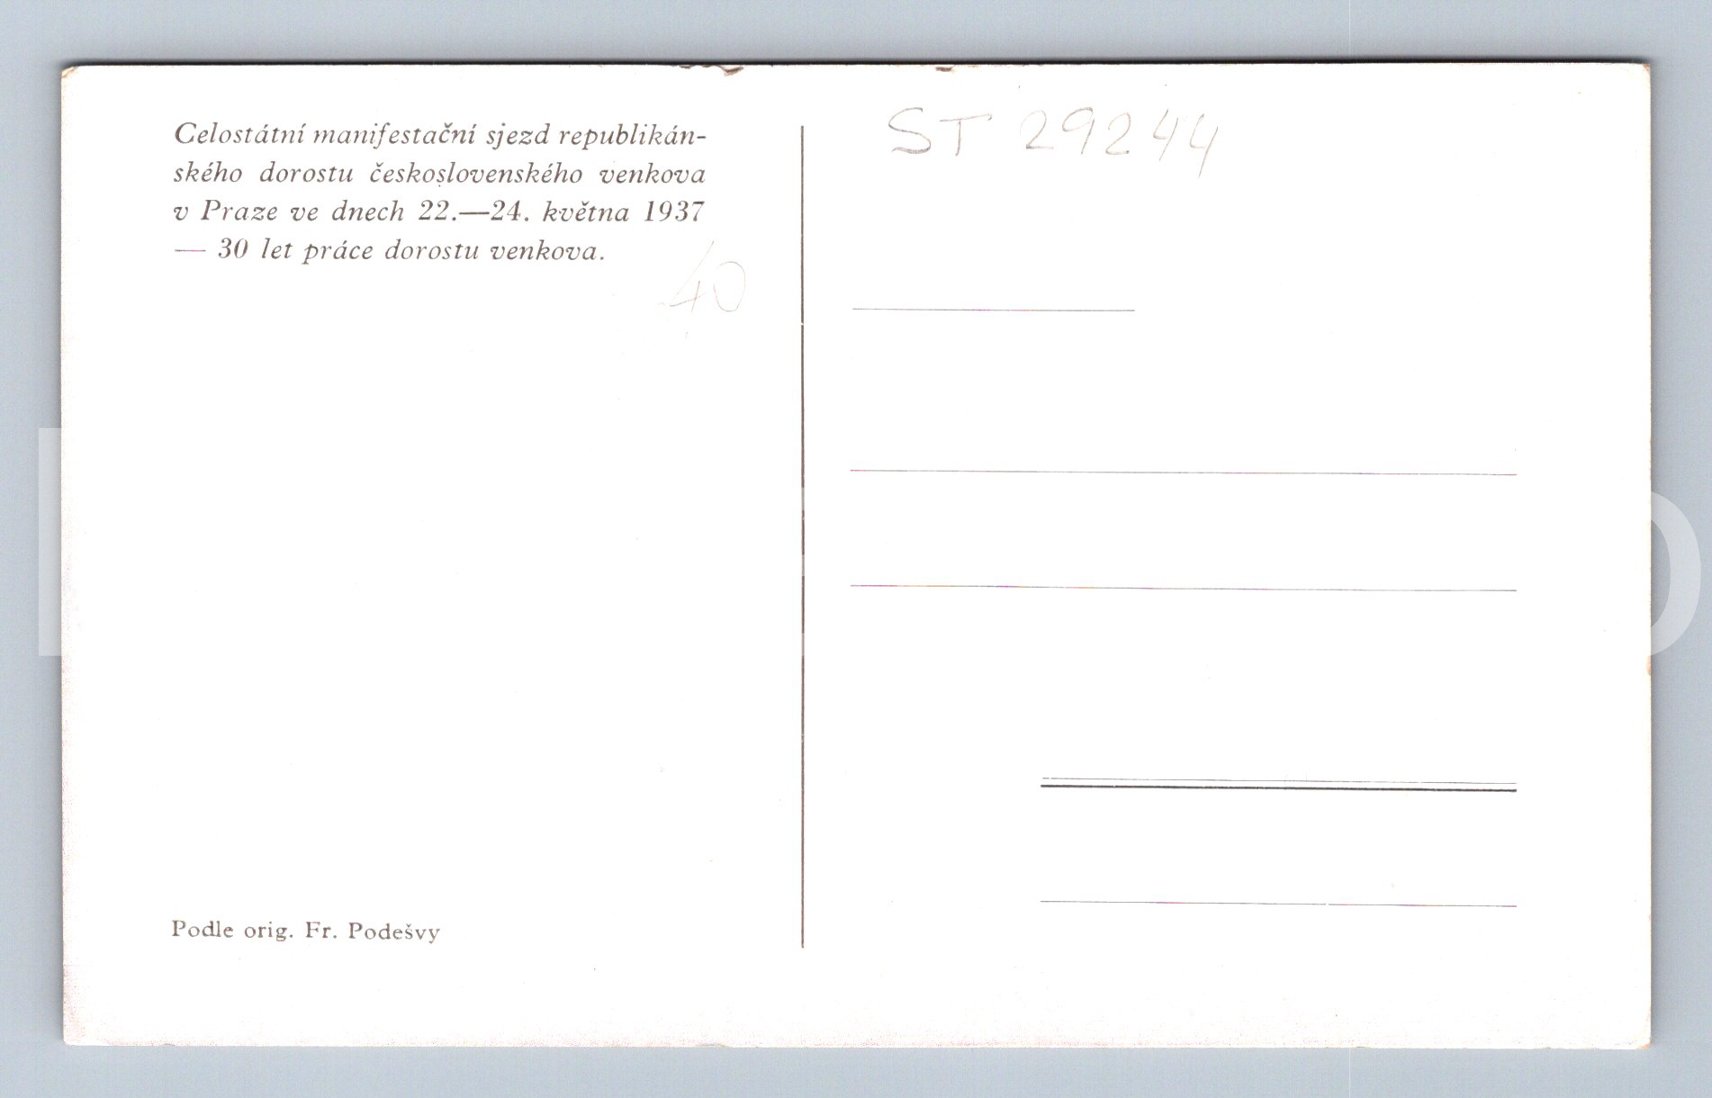 Celostátní manifestační sjezd republikán-
ského dorostu československého venkova
v Praze ve dnech 22.—24. května 1937
— 30 let práce dorostu venkova.
40
Podle orig. Fr. Podešvy
ST 29244